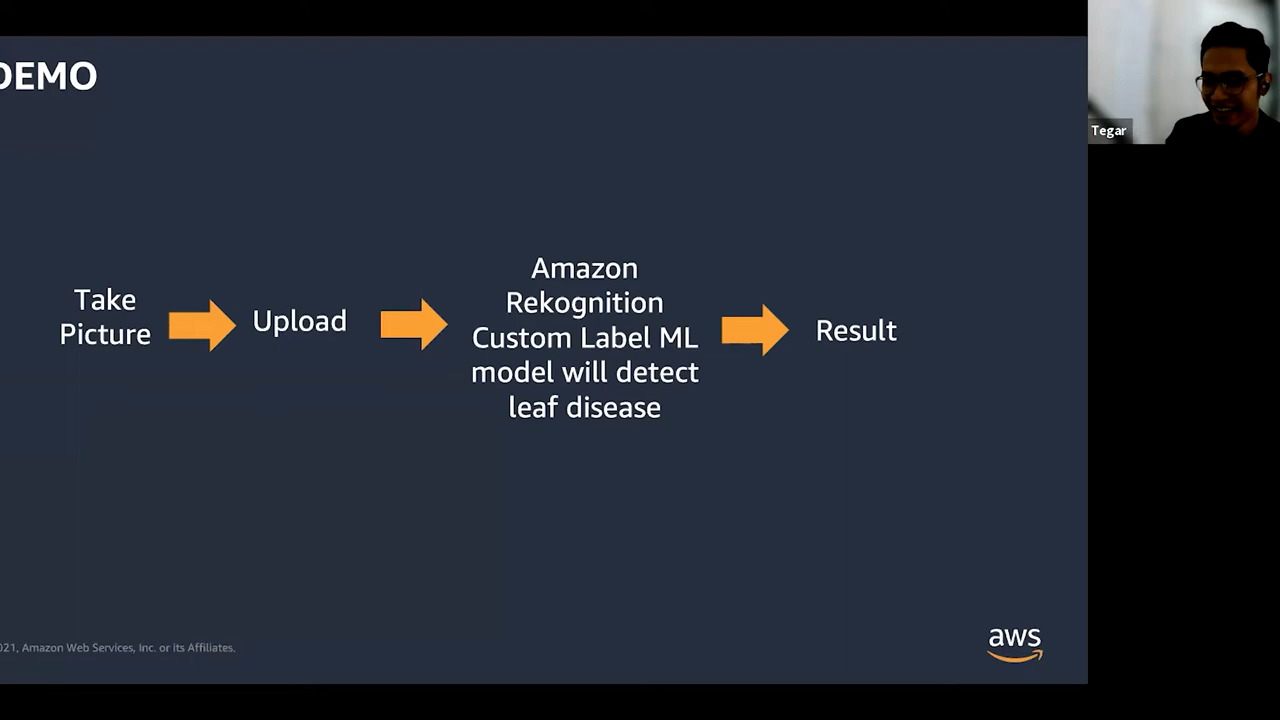 DEMO
Tegar
Take
Picture
Upload
Amazon
Rekognition
Custom Label ML
model will detect
leaf disease
Result
021, Amazon Web Services, Inc. or its Affiliates.
aws